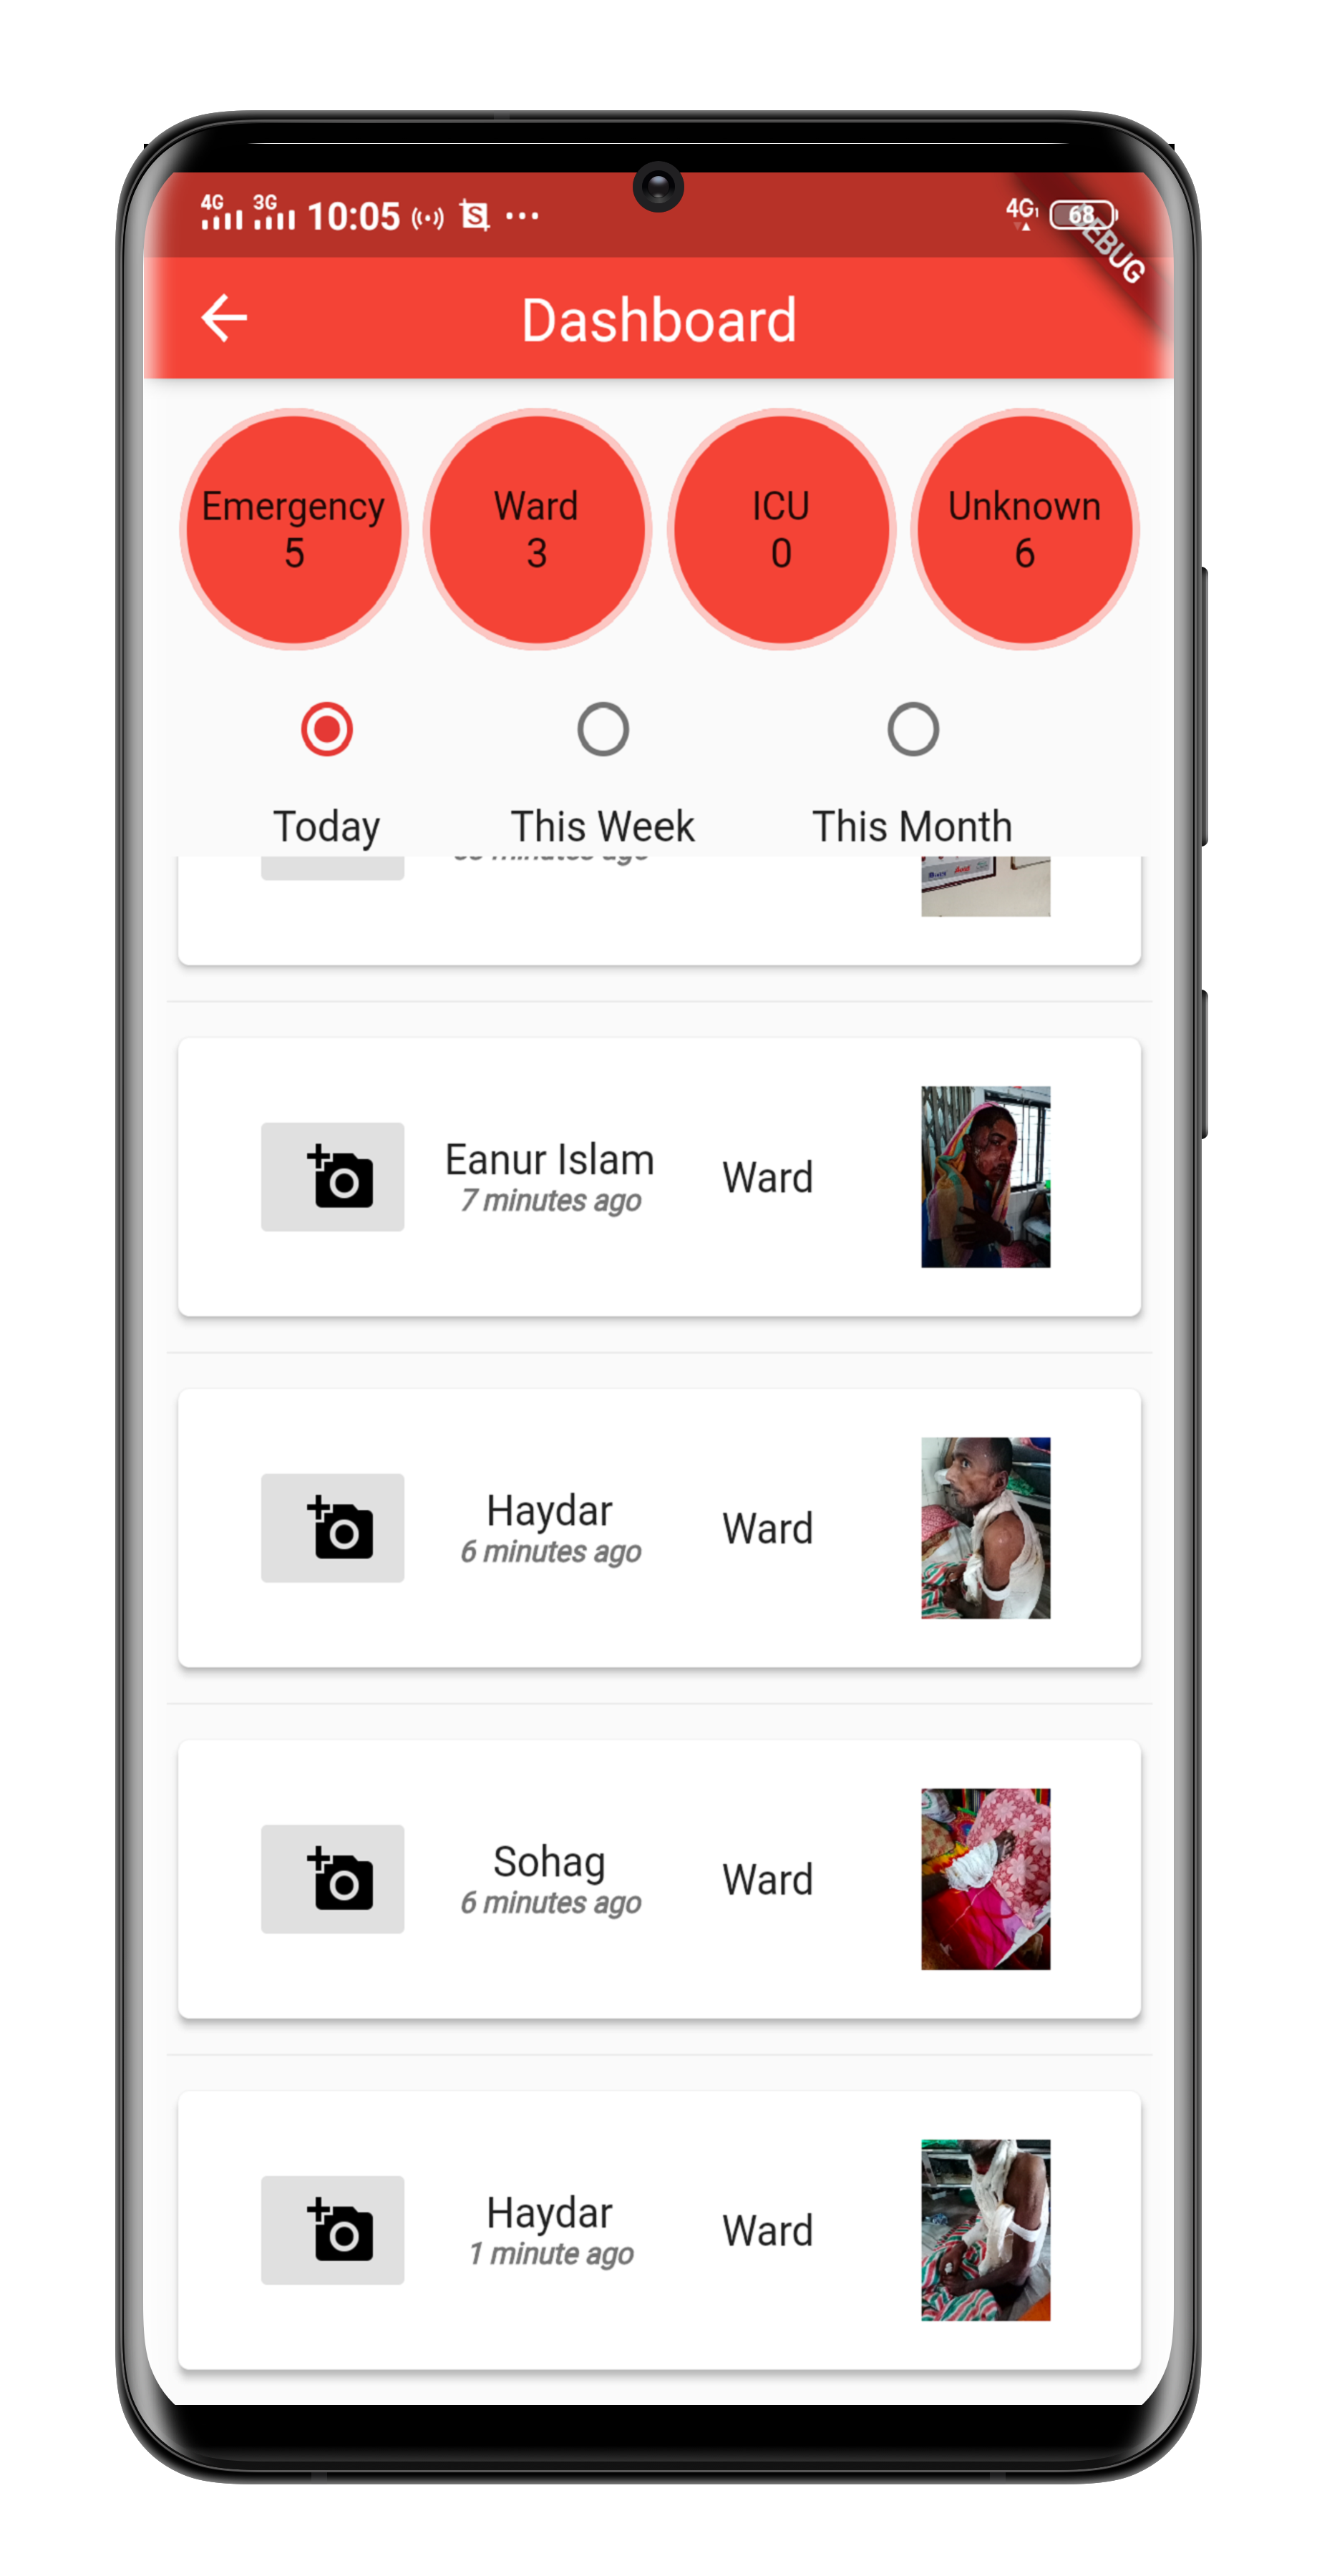 4G 3G 10:05 ...
4G1 68
DEBUG
Dashboard
Emergency
5
Ward
3
ICU
0
Unknown
6
Today
This Week
This Month
minutes ago
Eanur Islam
7 minutes ago
Ward
Haydar
6 minutes ago
Ward
Sohag
6 minutes ago
Ward
Haydar
1 minute ago
Ward